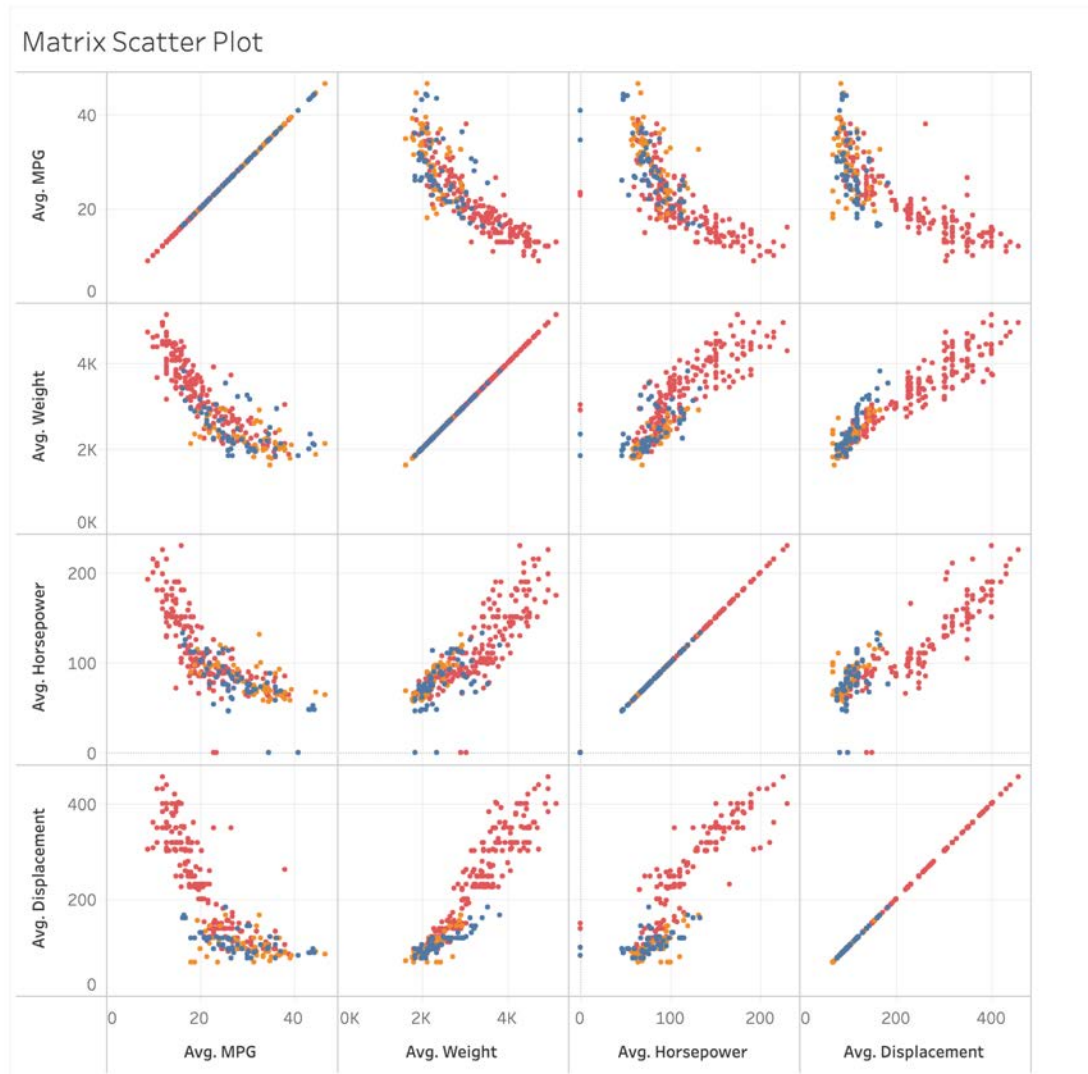 Matrix Scatter Plot
Avg. MPG
40
20
0
Avg. Weight
4K
2K
0K
Avg. Horsepower
200
100
0
Avg. Displacement
400
200
0
0 20 40 0K 2K 4K 0 100 200 0 200 400
Avg. MPG Avg. Weight Avg. Horsepower Avg. Displacement